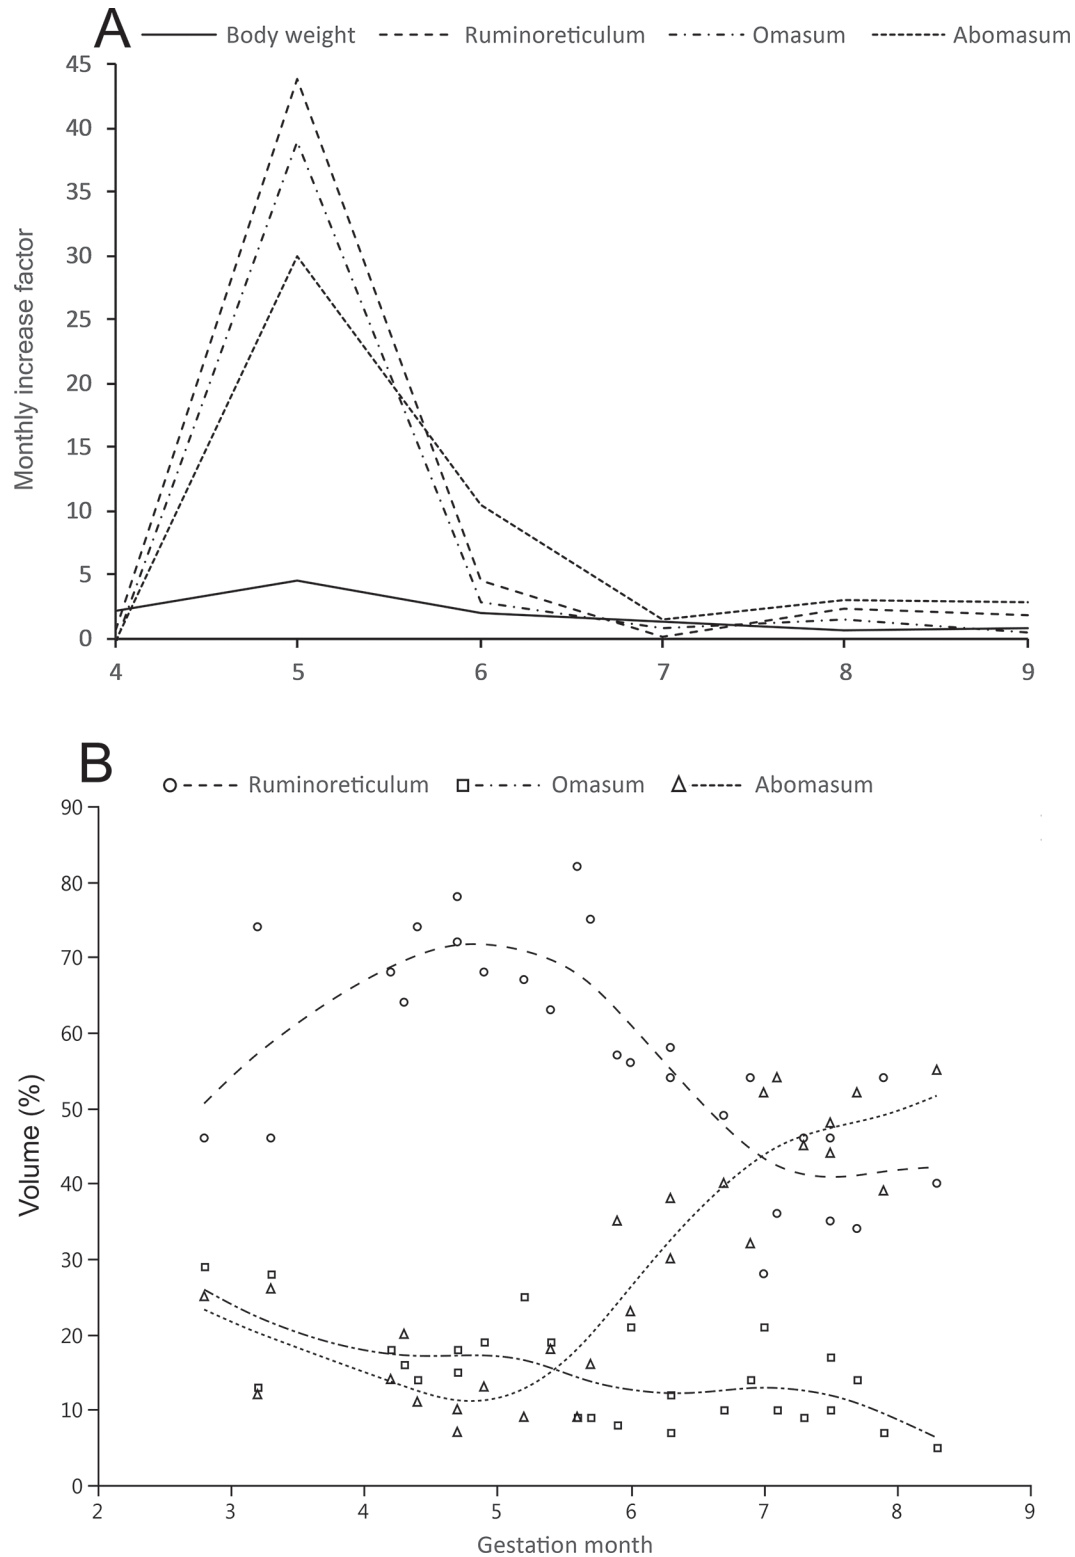 A
Body weight Ruminoreticulum Omasum Abomasum
45
40
35
30
25
20
15
10
5
0
Monthly increase factor
4 5 6 7 8 9
B
Ruminoreticulum Omasum Abomasum
90
80
70
60
50
40
30
20
10
0
Volume (%)
2 3 4 5 6 7 8 9
Gestation month